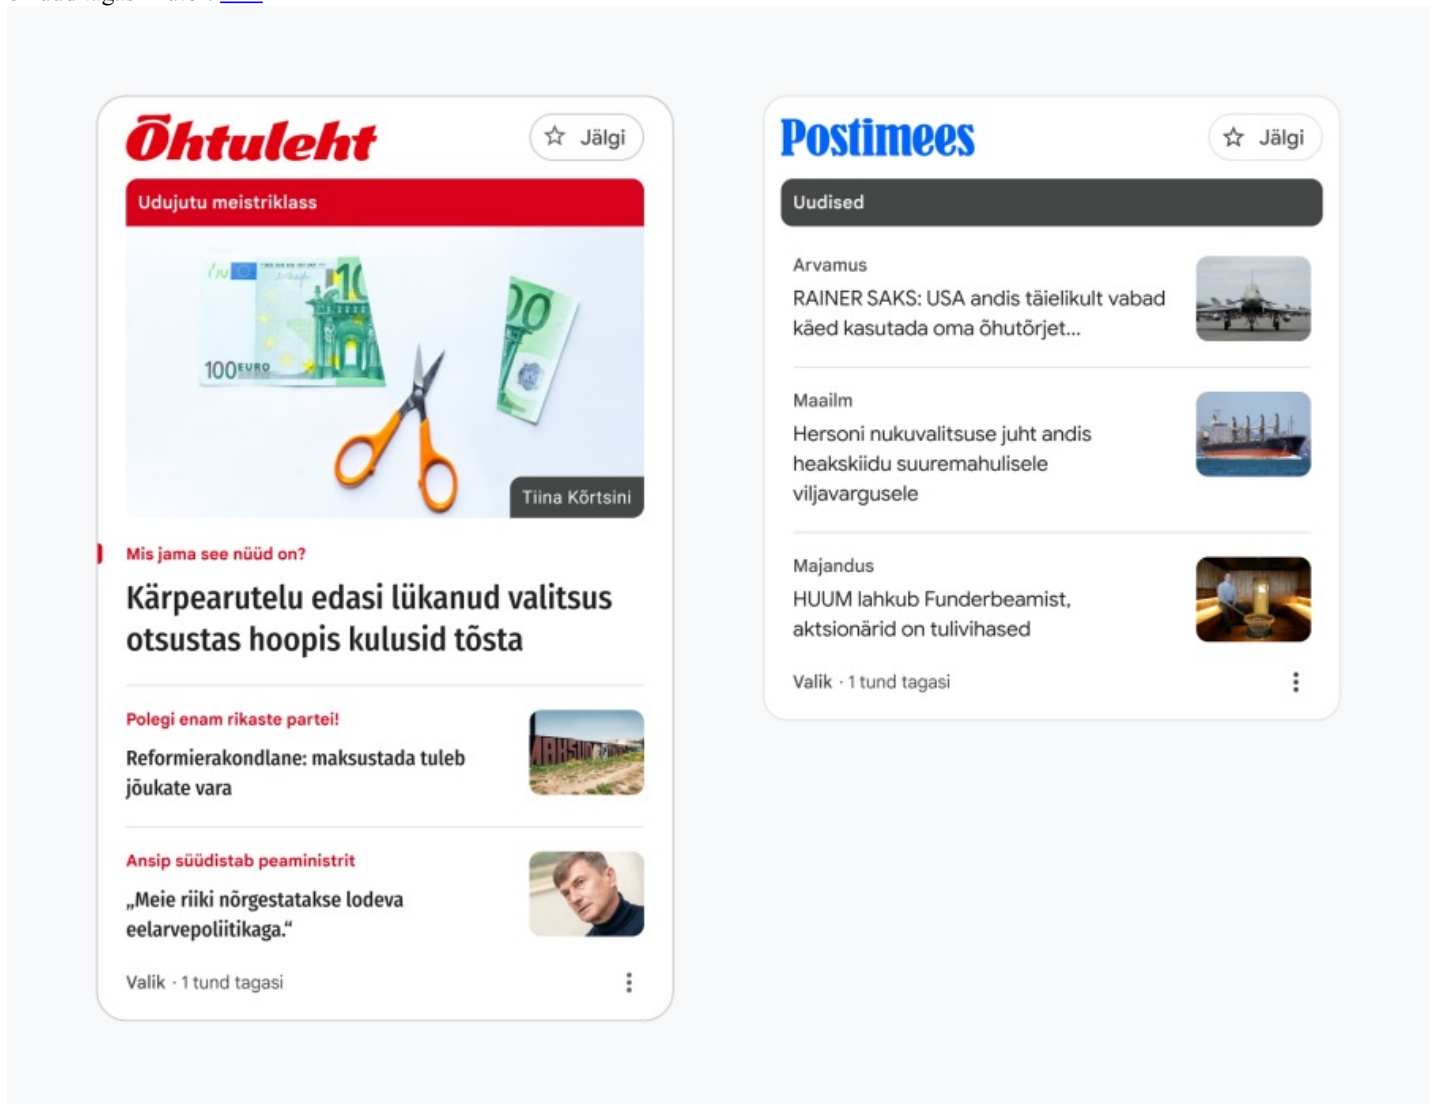 Õhtuleht
Jälgi
Udujutu meistriklass
100 EURO
Tiina Kõrtsini
Mis jama see nüüd on?
Kärpearutelu edasi lükanud valitsus
otsustas hoopis kulusid tõsta
Polegi enam rikaste partei!
Reformierakondlane: maksustada tuleb
jõukate vara
Ansip süüdistab peaministrit
„Meie riiki nõrgestatakse lodeva
eelarvepoliitikaga.“
Valik · 1 tund tagasi
Postimees
Jälgi
Uudised
Arvamus
RAINER SAKS: USA andis täielikult vabad
käed kasutada oma õhutõrjet...
Maailm
Hersoni nukuvalitsuse juht andis
heakskiidu suuremahulisele
viljavargusele
Majandus
HUUM lahkub Funderbeamist,
aktsionärid on tulivihased
Valik · 1 tund tagasi